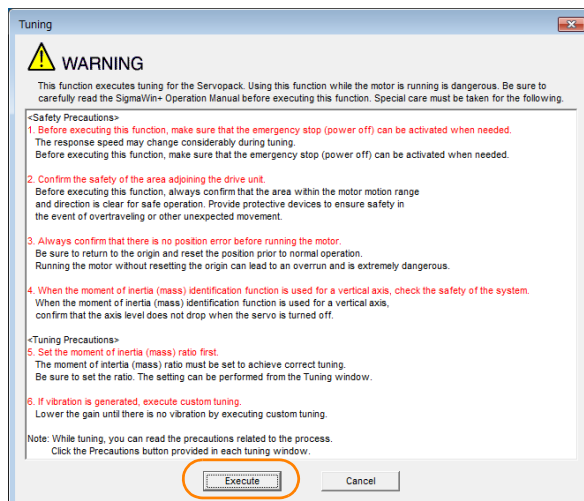 Tuning
WARNING
This function executes tuning for the Servopack. Using this function while the motor is running is dangerous. Be sure to
carefully read the SigmaWin+ Operation Manual before executing this function. Special care must be taken for the following.
<Safety Precautions>
1. Before executing this function, make sure that the emergency stop (power off) can be activated when needed.
The response speed may change considerably during tuning.
Before executing this function, make sure that the emergency stop (power off) can be activated when needed.
2. Confirm the safety of the area adjoining the drive unit.
Before executing this function, always confirm that the area within the motor motion range
and direction is clear for safe operation. Provide protective devices to ensure safety in
the event of overtraveling or other unexpected movement.
3. Always confirm that there is no position error before running the motor.
Be sure to return to the origin and reset the position prior to normal operation.
Running the motor without resetting the origin can lead to an overrun and is extremely dangerous.
4. When the moment of inertia (mass) identification function is used for a vertical axis, check the safety of the system.
When the moment of inertia (mass) identification function is used for a vertical axis,
confirm that the axis level does not drop when the servo is turned off.
<Tuning Precautions>
5. Set the moment of inertia (mass) ratio first.
The moment of intertia (mass) ratio must be set to achieve correct tuning.
Be sure to set the ratio. The setting can be performed from the Tuning window.
6. If vibration is generated, execute custom tuning.
Lower the gain until there is no vibration by executing custom tuning.
Note: While tuning, you can read the precautions related to the process.
Click the Precautions button provided in each tuning window.
Execute
Cancel